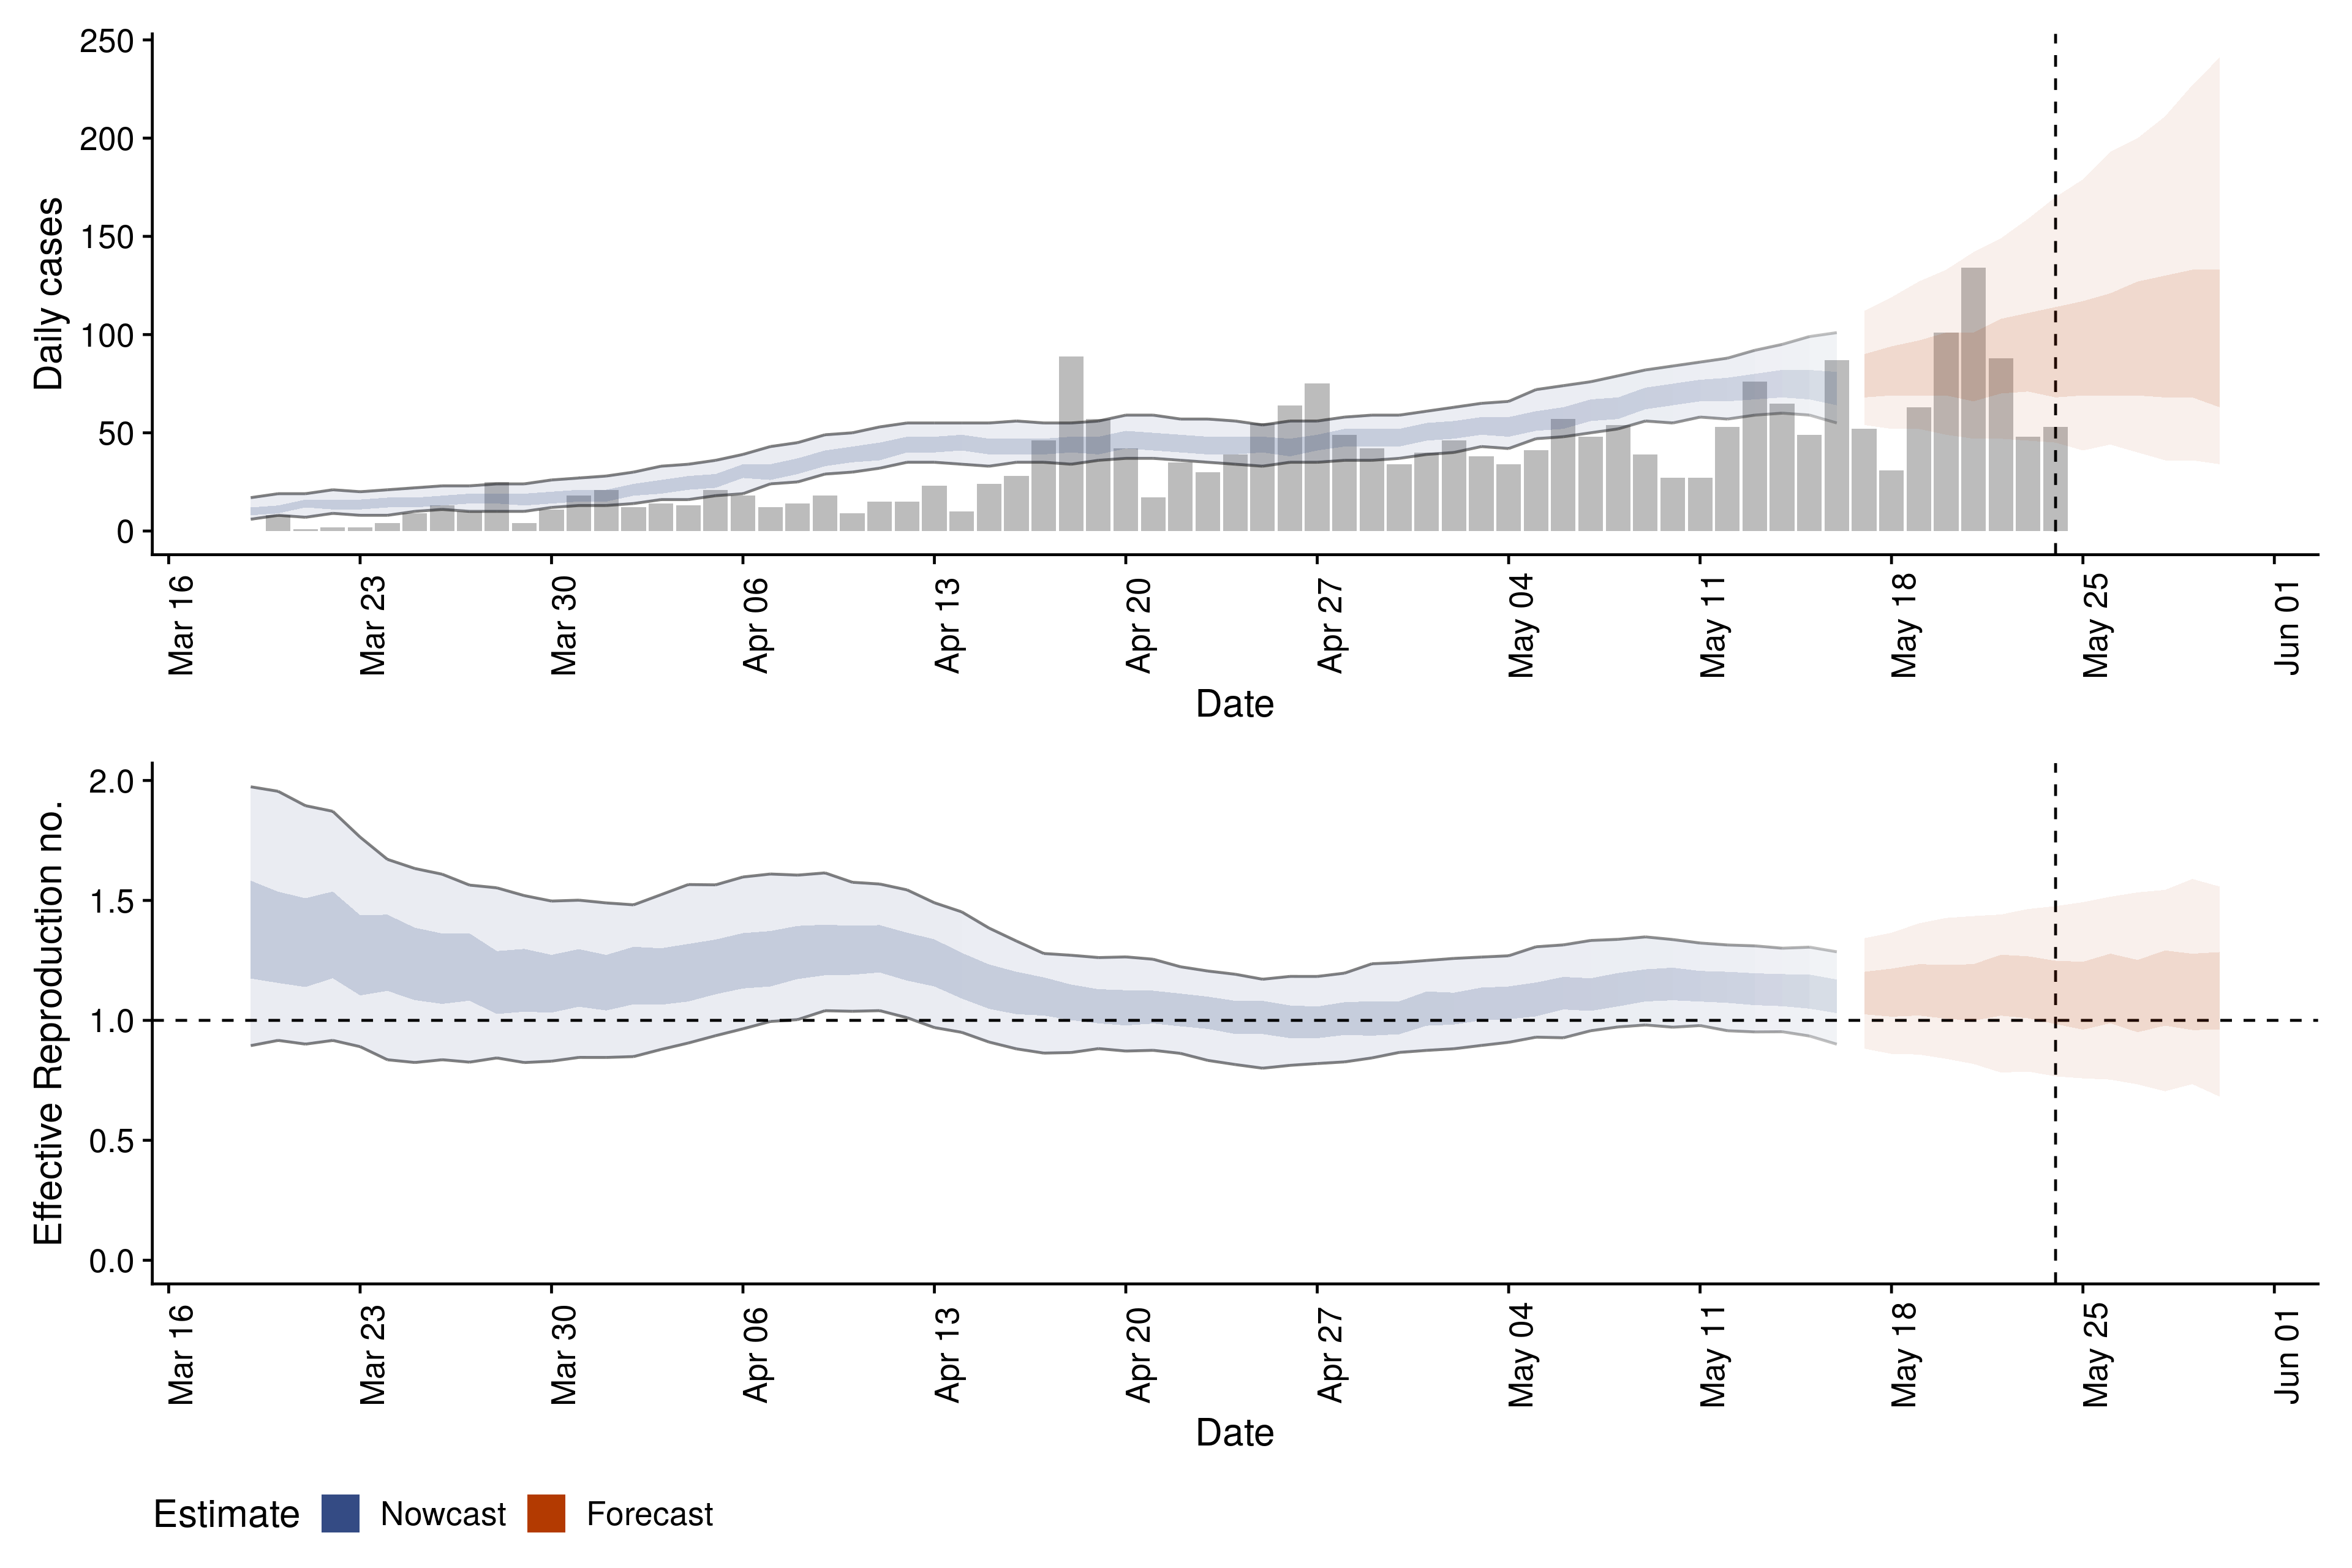 Daily cases
250
200
150
100
50
0
Mar 16
Mar 23
Mar 30
Apr 06
Apr 13
Apr 20
Apr 27
May 04
May 11
May 18
May 25
Jun 01
Date
Effective Reproduction no.
2.0
1.5
1.0
0.5
0.0
Mar 16
Mar 23
Mar 30
Apr 06
Apr 13
Apr 20
Apr 27
May 04
May 11
May 18
May 25
Jun 01
Date
Estimate Nowcast Forecast